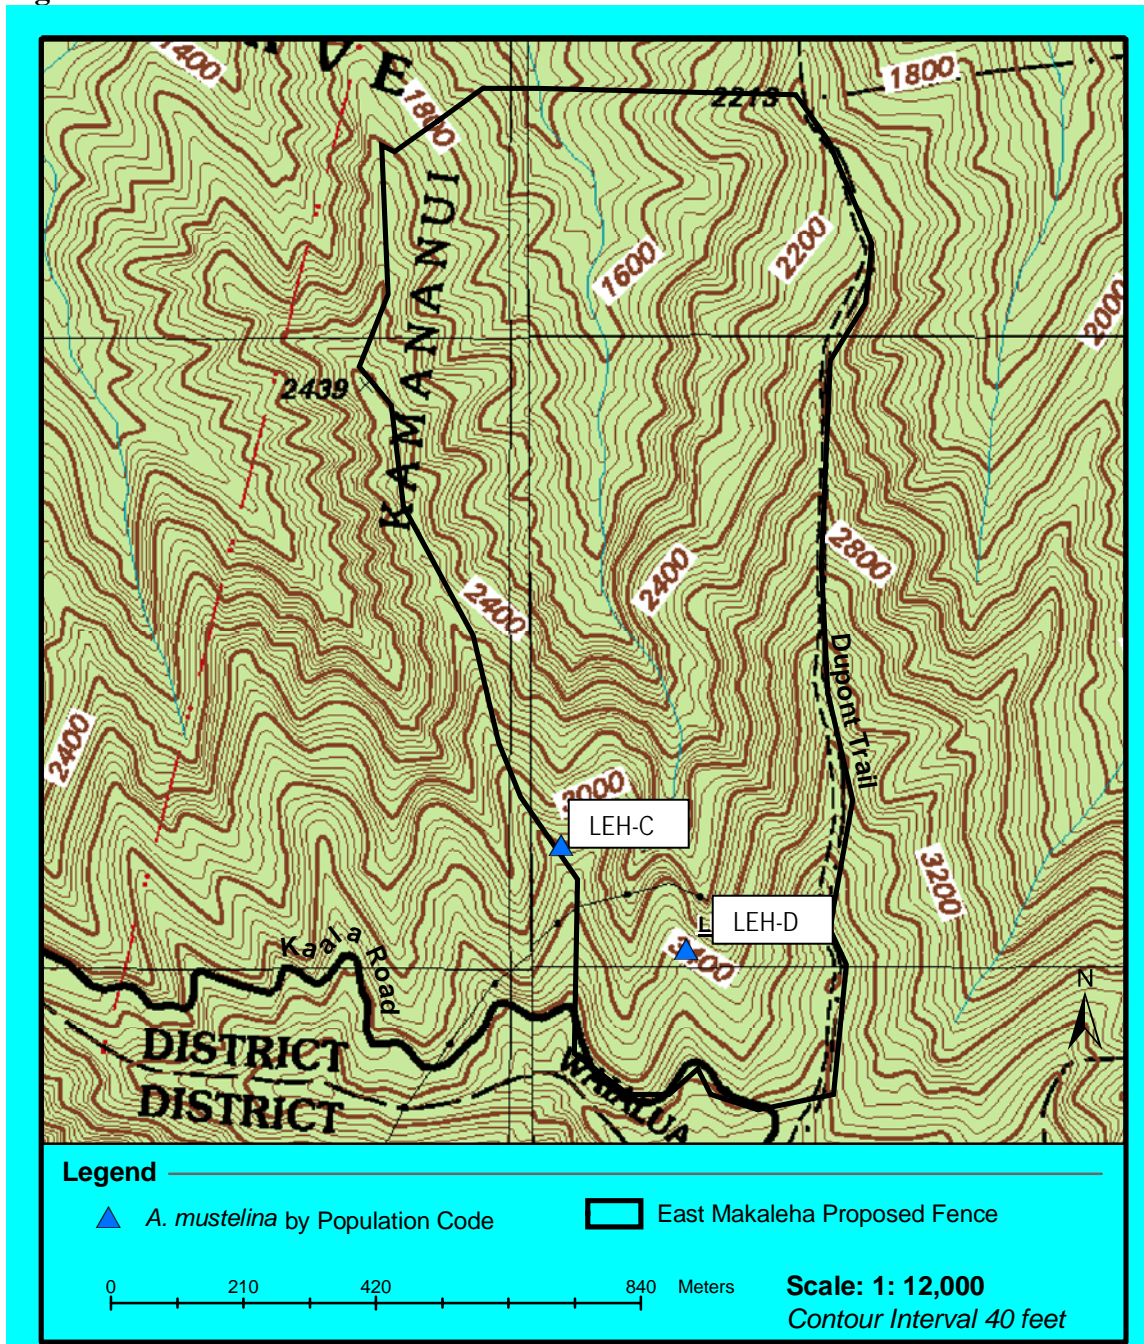 1400
1800
1800
2213
KAMANANUI
1600
2200
2000
2439
2400
2400
2800
Dupont Trail
2400
3000
LEH-C
3200
LEH-D
3400
Kaala Road
N
DISTRICT
DISTRICT
WAIALUA
Legend
A. mustelina by Population Code
East Makaleha Proposed Fence
0 210 420 840 Meters
Scale: 1: 12,000
Contour Interval 40 feet